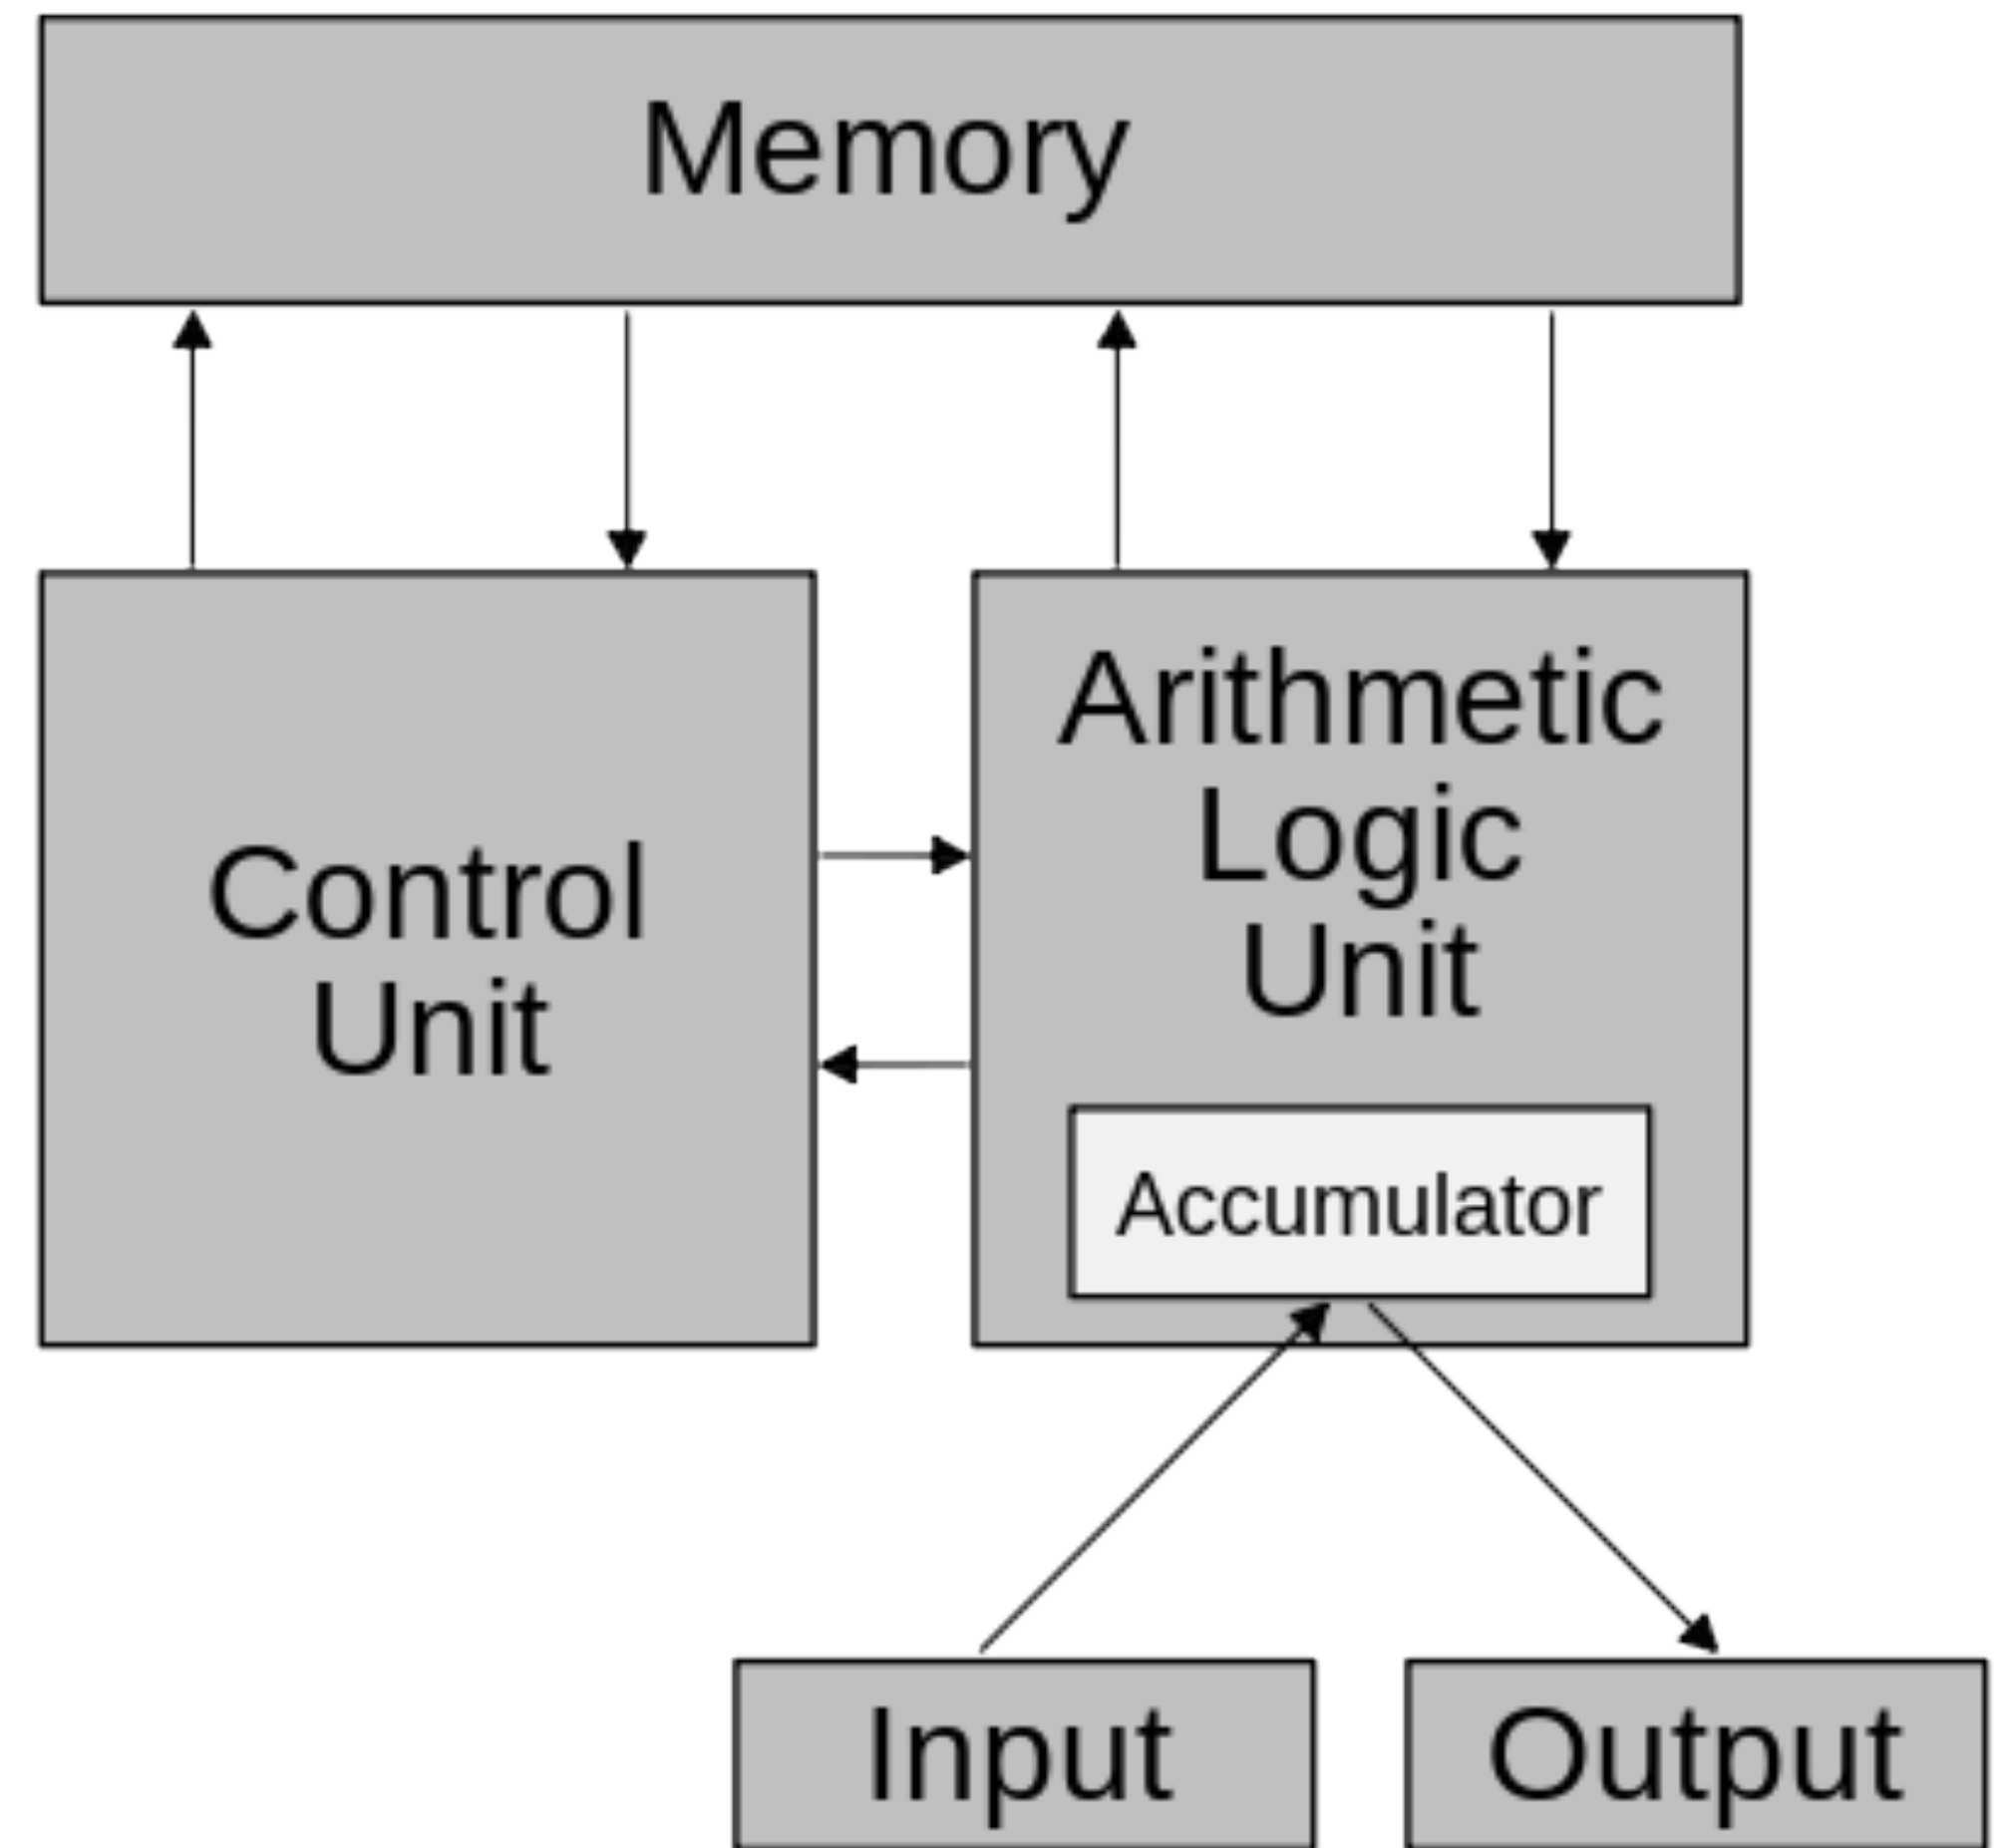 Memory
Control
Unit
Arithmetic
Logic
Unit
Accumulator
Input
Output